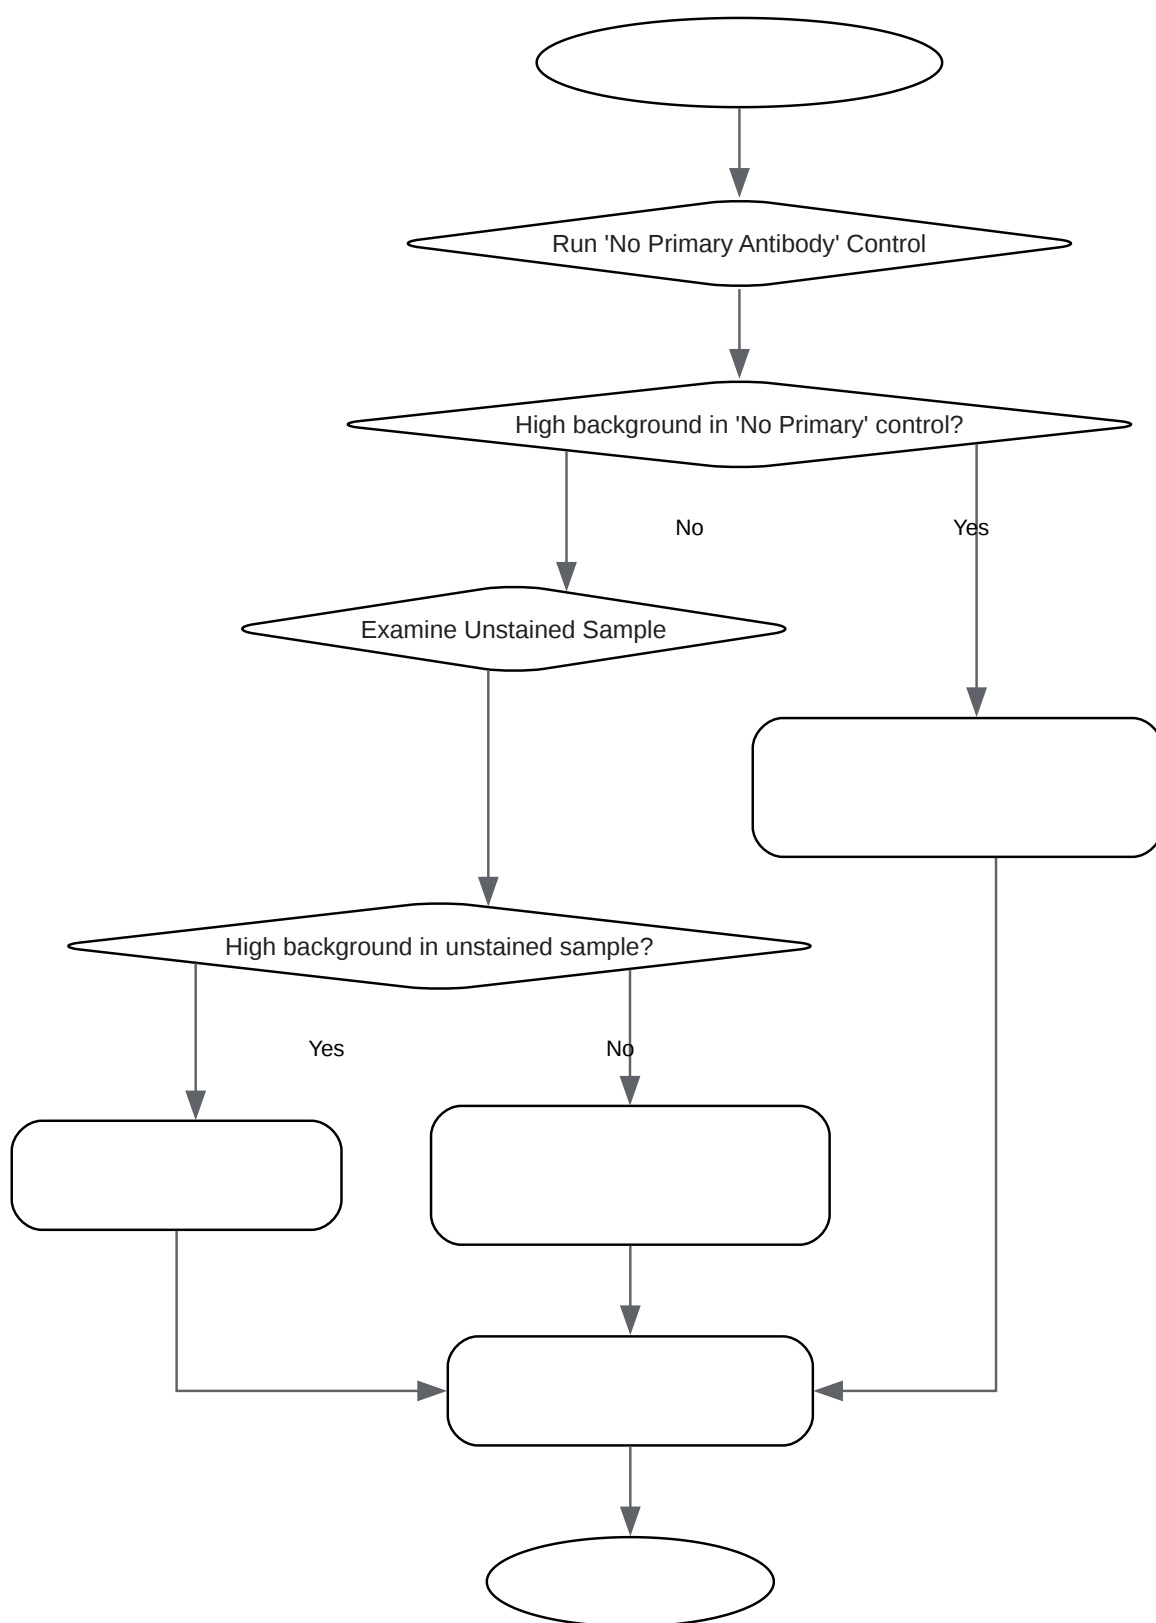 Run 'No Primary Antibody' Control
High background in 'No Primary' control?
No
Yes
Examine Unstained Sample
High background in unstained sample?
Yes
No